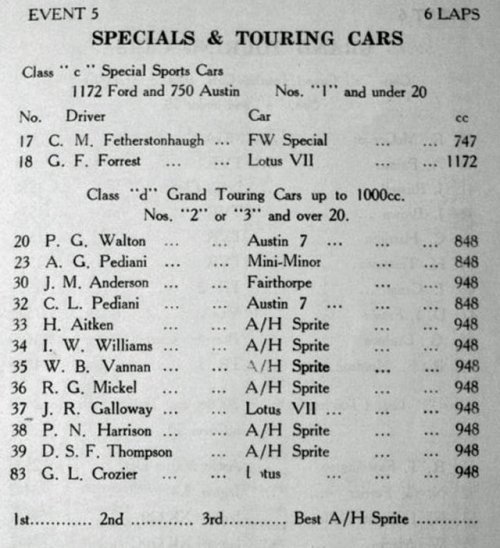 EVENT 5 6 LAPS
SPECIALS & TOURING CARS
Class "c" Special Sports Cars
1172 Ford and 750 Austin Nos. "1" and under 20
No. Driver Car cc
17 C. M. Fetherstonhaugh ... FW Special ... ... 747
18 G. F. Forrest ... ... Lotus VII ... ... 1172
Class "d" Grand Touring Cars up to 1000cc.
Nos. "2" or "3" and over 20.
20 P. G. Walton ... ... Austin 7 ... ... ... 848
23 A. G. Pediani ... ... Mini-Minor ... ... 848
30 J. M. Anderson ... ... Fairthorpe ... ... 948
32 C. L. Pediani ... ... Austin 7 ... ... ... 848
33 H. Aitken ... ... A/H Sprite ... ... 948
34 I. W. Williams ... ... A/H Sprite ... ... 948
35 W. B. Vannan ... ... A/H Sprite ... ... 948
36 R. G. Mickel ... ... A/H Sprite ... ... 948
37 J. R. Galloway ... ... Lotus VII ... ... ... 948
38 P. N. Harrison ... ... A/H Sprite ... ... 948
39 D. S. F. Thompson ... A/H Sprite ... ... 948
83 G. L. Crozier ... ... Lotus ... ... ... 948
1st............ 2nd ............ 3rd............ Best A/H Sprite ............